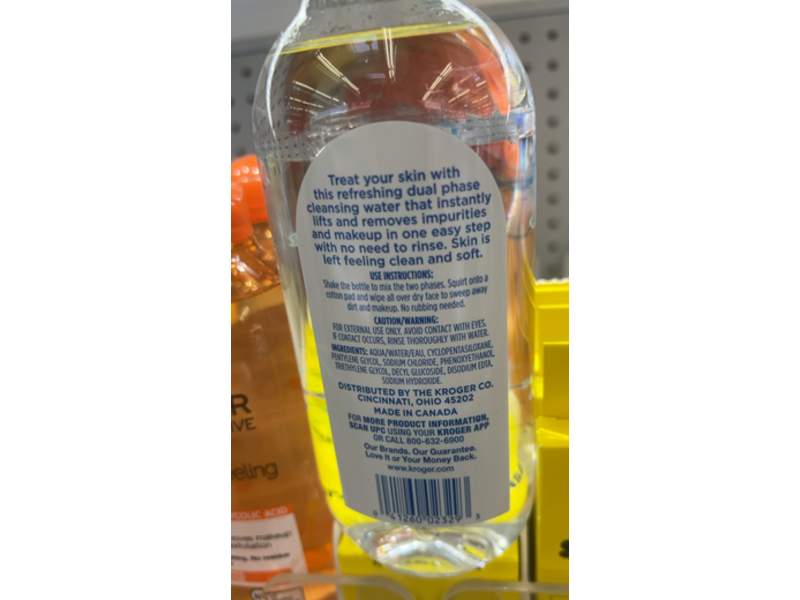 Treat your skin with
this refreshing dual phase
cleansing water that instantly
lifts and removes impurities
and makeup in one easy step
with no need to rinse. Skin is
left feeling clean and soft.
USE INSTRUCTIONS:
Shake the bottle to mix the two phases. Squirt onto a
cotton pad and wipe all over dry face to sweep away
dirt and makeup. No rubbing needed.
CAUTION/WARNING:
FOR EXTERNAL USE ONLY. AVOID CONTACT WITH EYES.
IF CONTACT OCCURS, RINSE THOROUGHLY WITH WATER.
INGREDIENTS: AQUA/WATER/EAU, CYCLOPENTASILOXANE,
PENTYLENE GLYCOL, SODIUM CHLORIDE, PHENOXYETHANOL,
TRIETHYLENE GLYCOL, DECYL GLUCOSIDE, DISODIUM EDTA,
SODIUM HYDROXIDE.
DISTRIBUTED BY THE KROGER CO.
CINCINNATI, OHIO 45202
MADE IN CANADA
FOR MORE PRODUCT INFORMATION,
SCAN UPC USING YOUR KROGER APP
OR CALL 800-632-6900
Our Brands. Our Guarantee.
Love It or Your Money Back.
www.kroger.com
41260 02329 3
R
IVE
eeling